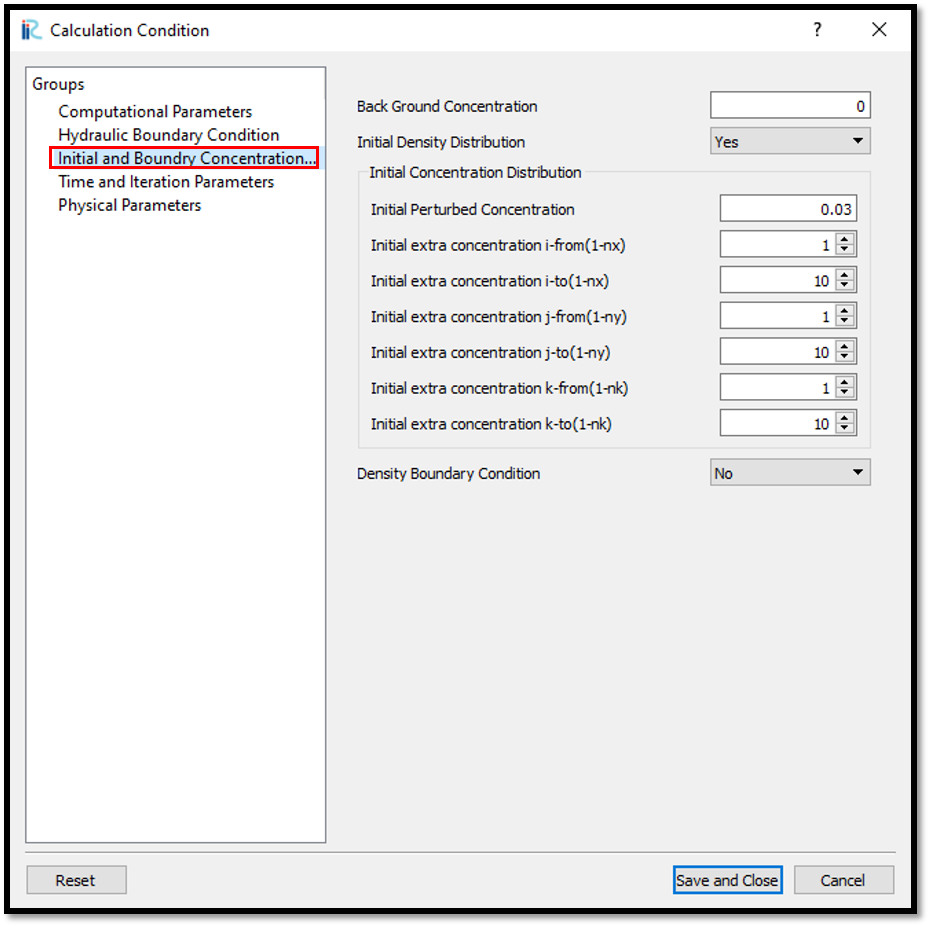 iRC Calculation Condition ?
Groups
Computational Parameters
Hydraulic Boundary Condition
Initial and Boundry Concentration...
Time and Iteration Parameters
Physical Parameters
Back Ground Concentration 0
Initial Density Distribution Yes
Initial Concentration Distribution
Initial Perturbed Concentration 0.03
Initial extra concentration i-from(1-nx) 1
Initial extra concentration i-to(1-nx) 10
Initial extra concentration j-from(1-ny) 1
Initial extra concentration j-to(1-ny) 10
Initial extra concentration k-from(1-nk) 1
Initial extra concentration k-to(1-nk) 10
Density Boundary Condition No
Reset Save and Close Cancel